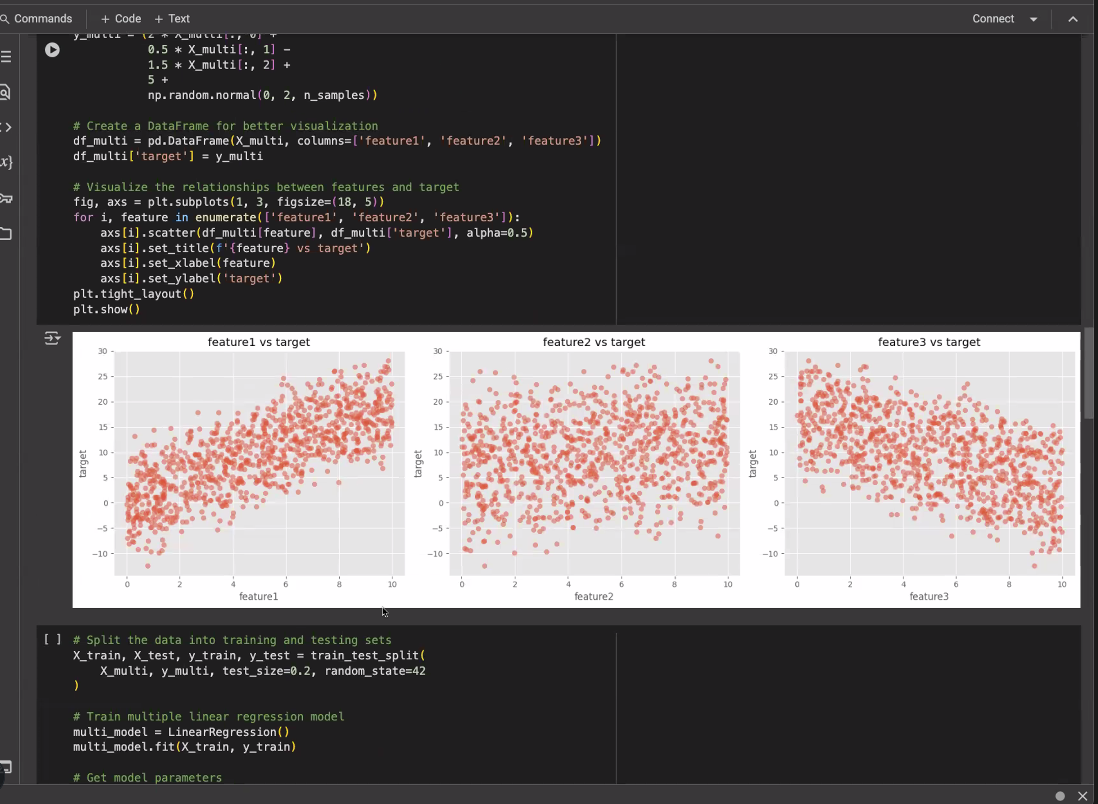 Commands + Code + Text Connect
y_multi = (2 * X_multi[:, 0] +
0.5 * X_multi[:, 1] −
1.5 * X_multi[:, 2] +
5 +
np.random.normal(0, 2, n_samples))
# Create a DataFrame for better visualization
df_multi = pd.DataFrame(X_multi, columns=['feature1', 'feature2', 'feature3'])
df_multi['target'] = y_multi
# Visualize the relationships between features and target
fig, axs = plt.subplots(1, 3, figsize=(18, 5))
for i, feature in enumerate(['feature1', 'feature2', 'feature3']):
axs[i].scatter(df_multi[feature], df_multi['target'], alpha=0.5)
axs[i].set_title(f'{feature} vs target')
axs[i].set_xlabel(feature)
axs[i].set_ylabel('target')
plt.tight_layout()
plt.show()
feature1 vs target
30
25
20
15
10
5
0
−5
−10
target
0 2 4 6 8 10
feature1
feature2 vs target
30
25
20
15
10
5
0
−5
−10
target
0 2 4 6 8 10
feature2
feature3 vs target
30
25
20
15
10
5
0
−5
−10
target
0 2 4 6 8 10
feature3
[ ] # Split the data into training and testing sets
X_train, X_test, y_train, y_test = train_test_split(
X_multi, y_multi, test_size=0.2, random_state=42
)
# Train multiple linear regression model
multi_model = LinearRegression()
multi_model.fit(X_train, y_train)
# Get model parameters